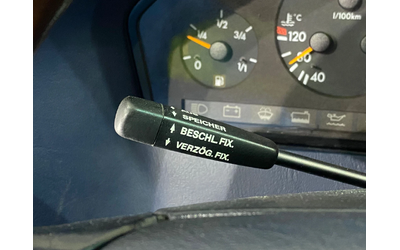 1/2
l/100km
1/4
3/4
°C
120
0
1/1
80
40
SPEICHER
BESCHL. FIX.
VERZÖG. FIX.